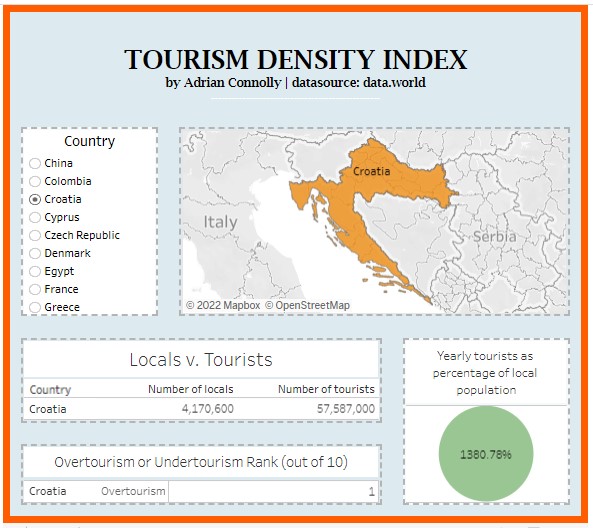 TOURISM DENSITY INDEX
by Adrian Connolly | datasource: data.world
Country
China
Colombia
Croatia
Cyprus
Czech Republic
Denmark
Egypt
France
Greece
Croatia
Italy
Serbia
© 2022 Mapbox © OpenStreetMap
Locals v. Tourists
Country Number of locals Number of tourists
Croatia 4,170,600 57,587,000
Yearly tourists as
percentage of local
population
1380.78%
Overtourism or Undertourism Rank (out of 10)
Croatia Overtourism 1